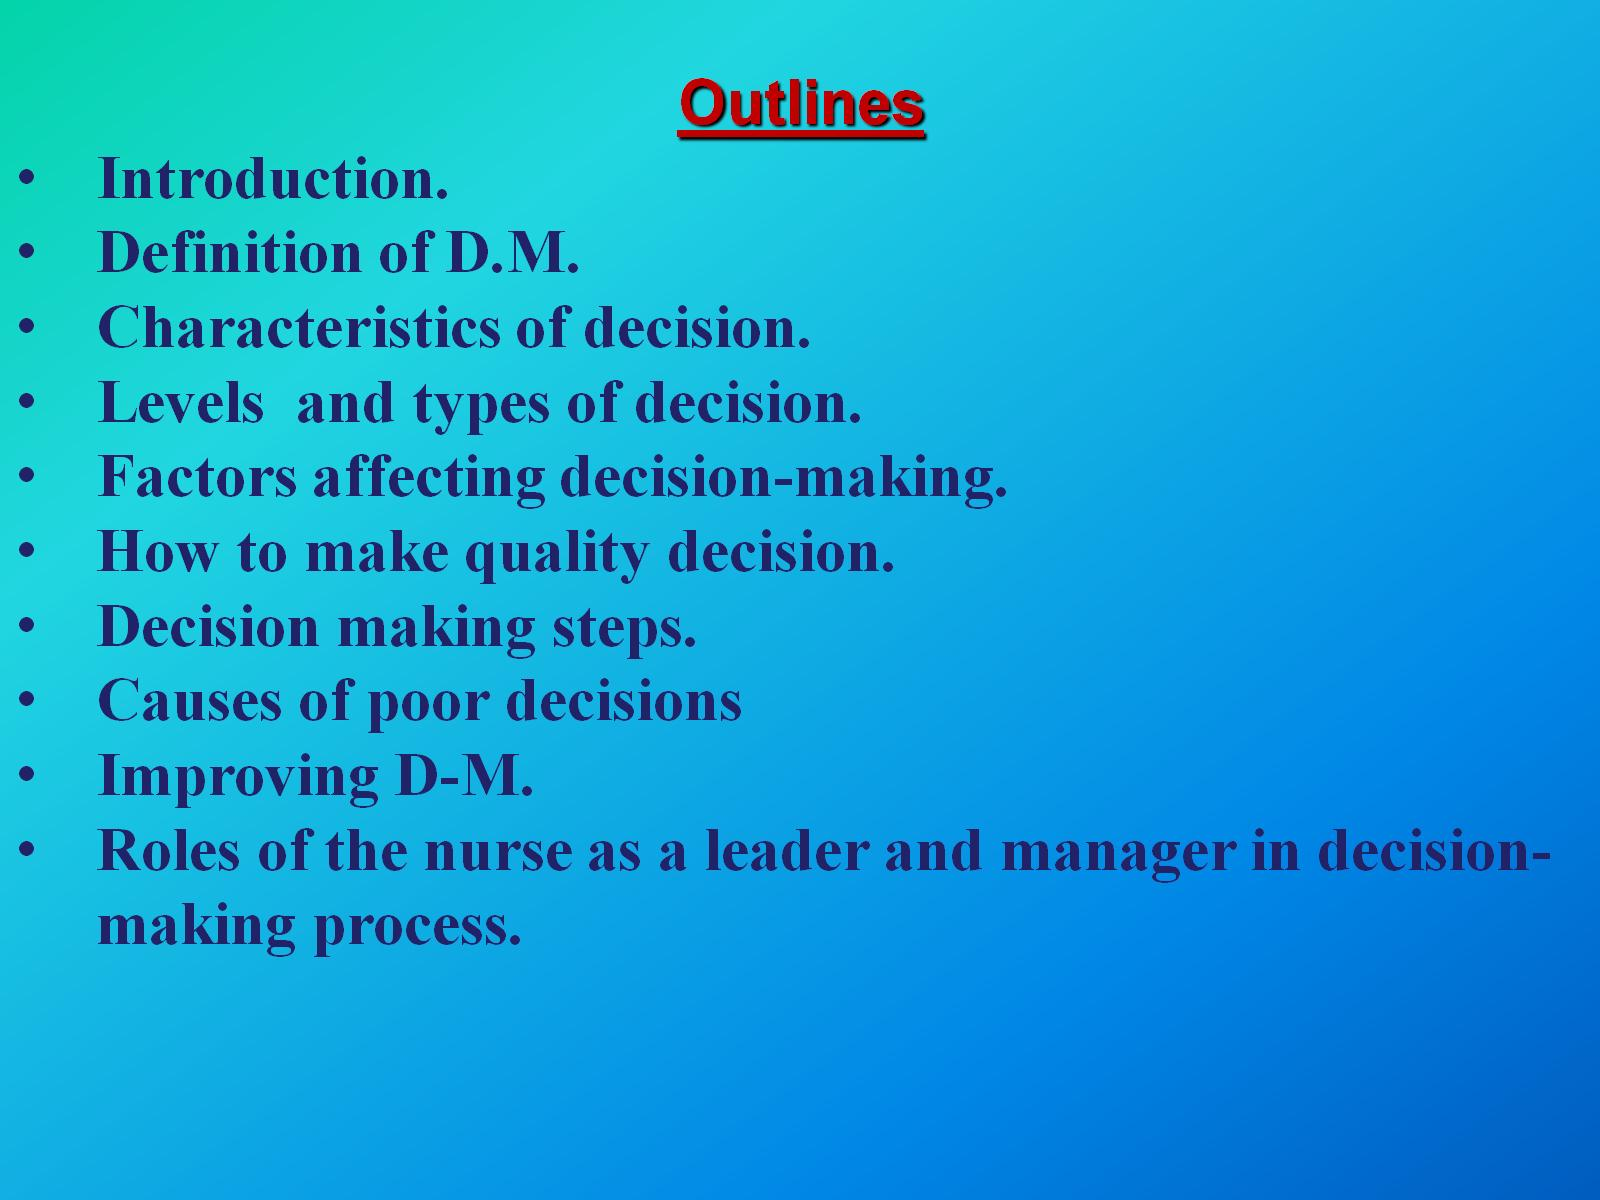 Outlines
• Introduction.
• Definition of D.M.
• Characteristics of decision.
• Levels  and types of decision.
• Factors affecting decision-making.
• How to make quality decision.
• Decision making steps.
• Causes of poor decisions
• Improving D-M.
• Roles of the nurse as a leader and manager in decision-
making process.